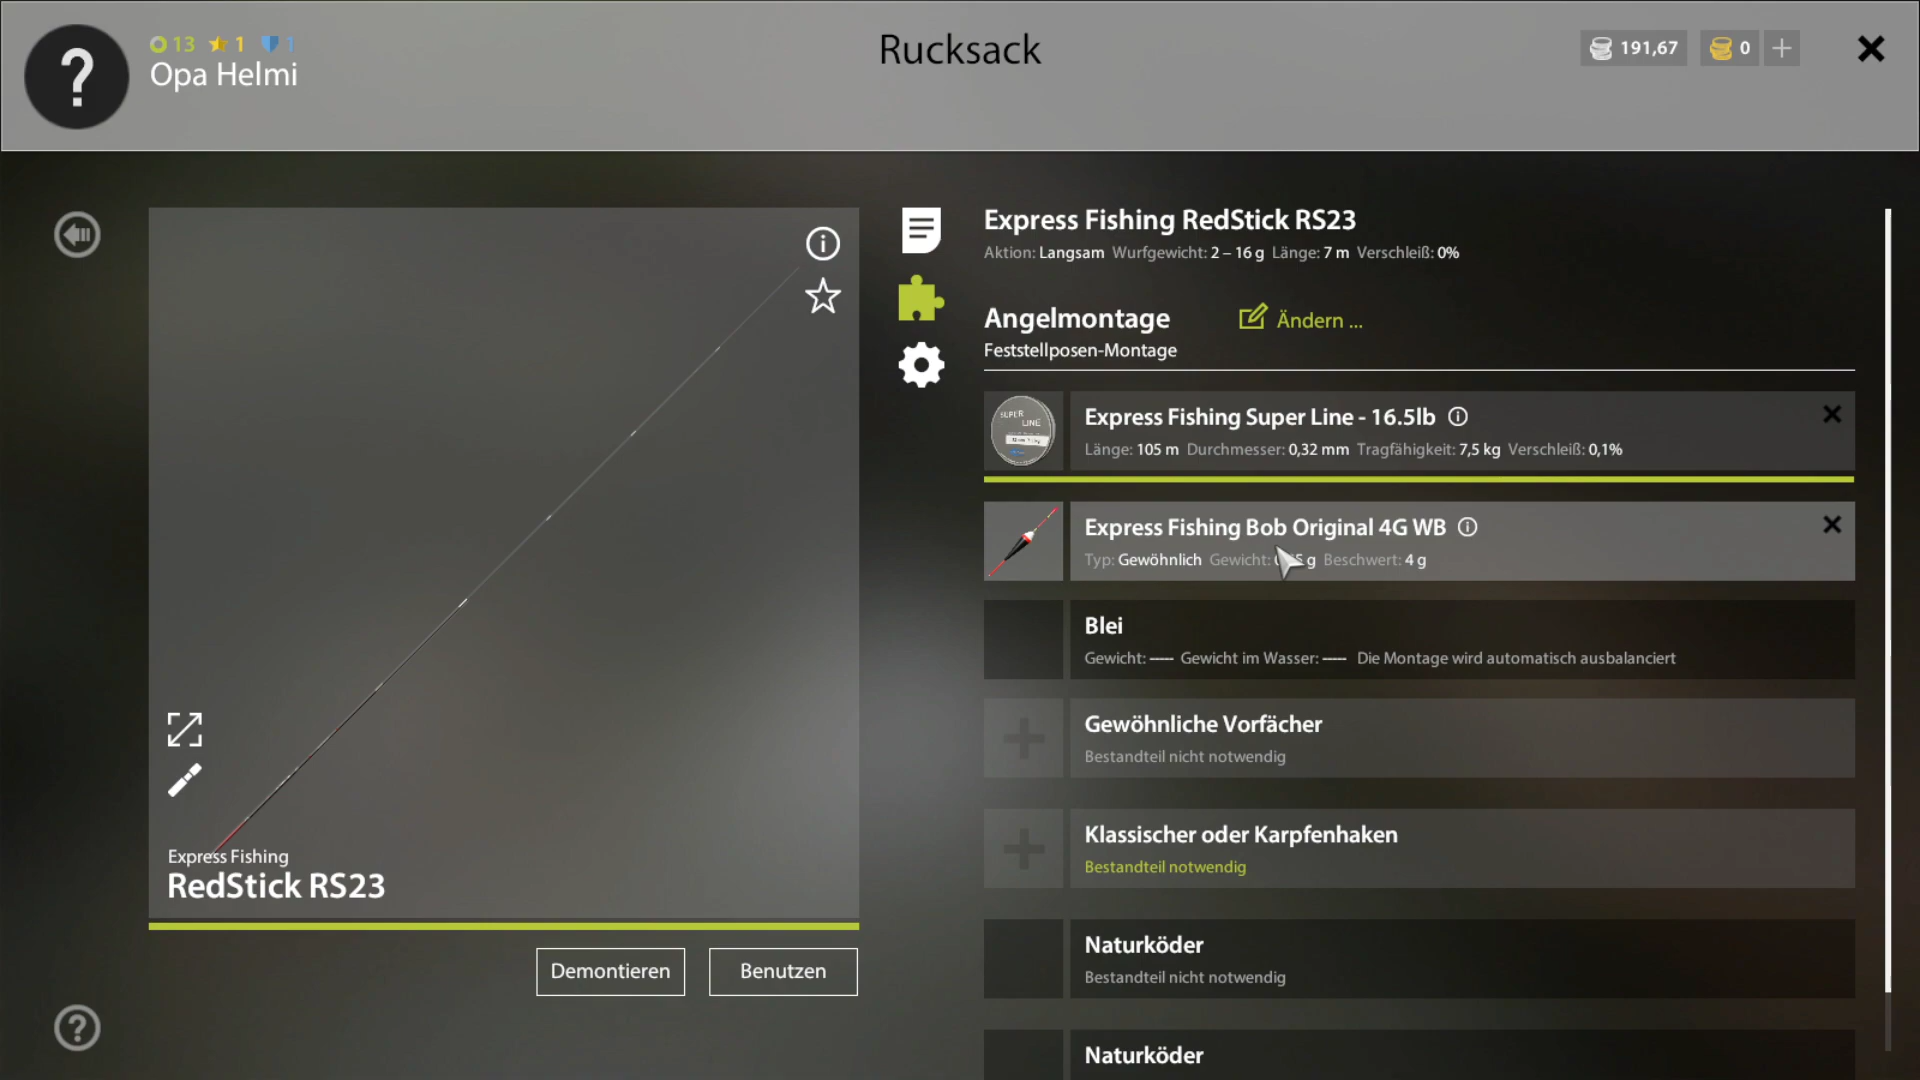 13 1 1
Opa Helmi
Rucksack
191,67
0
Express Fishing RedStick RS23
Aktion: Langsam Wurfgewicht: 2 – 16 g Länge: 7 m Verschleiß: 0%
Angelmontage
Ändern ...
Feststellposen-Montage
SUPER
LINE
Express Fishing Super Line - 16.5lb
Länge: 105 m Durchmesser: 0,32 mm Tragfähigkeit: 7,5 kg Verschleiß: 0,1%
Express Fishing Bob Original 4G WB
Typ: Gewöhnlich Gewicht: g Beschwert: 4 g
Blei
Gewicht: ––– Gewicht im Wasser: ––– Die Montage wird automatisch ausbalanciert
Gewöhnliche Vorfächer
Bestandteil nicht notwendig
Klassischer oder Karpfenhaken
Bestandteil notwendig
Naturköder
Bestandteil nicht notwendig
Naturköder
Express Fishing
RedStick RS23
Demontieren
Benutzen